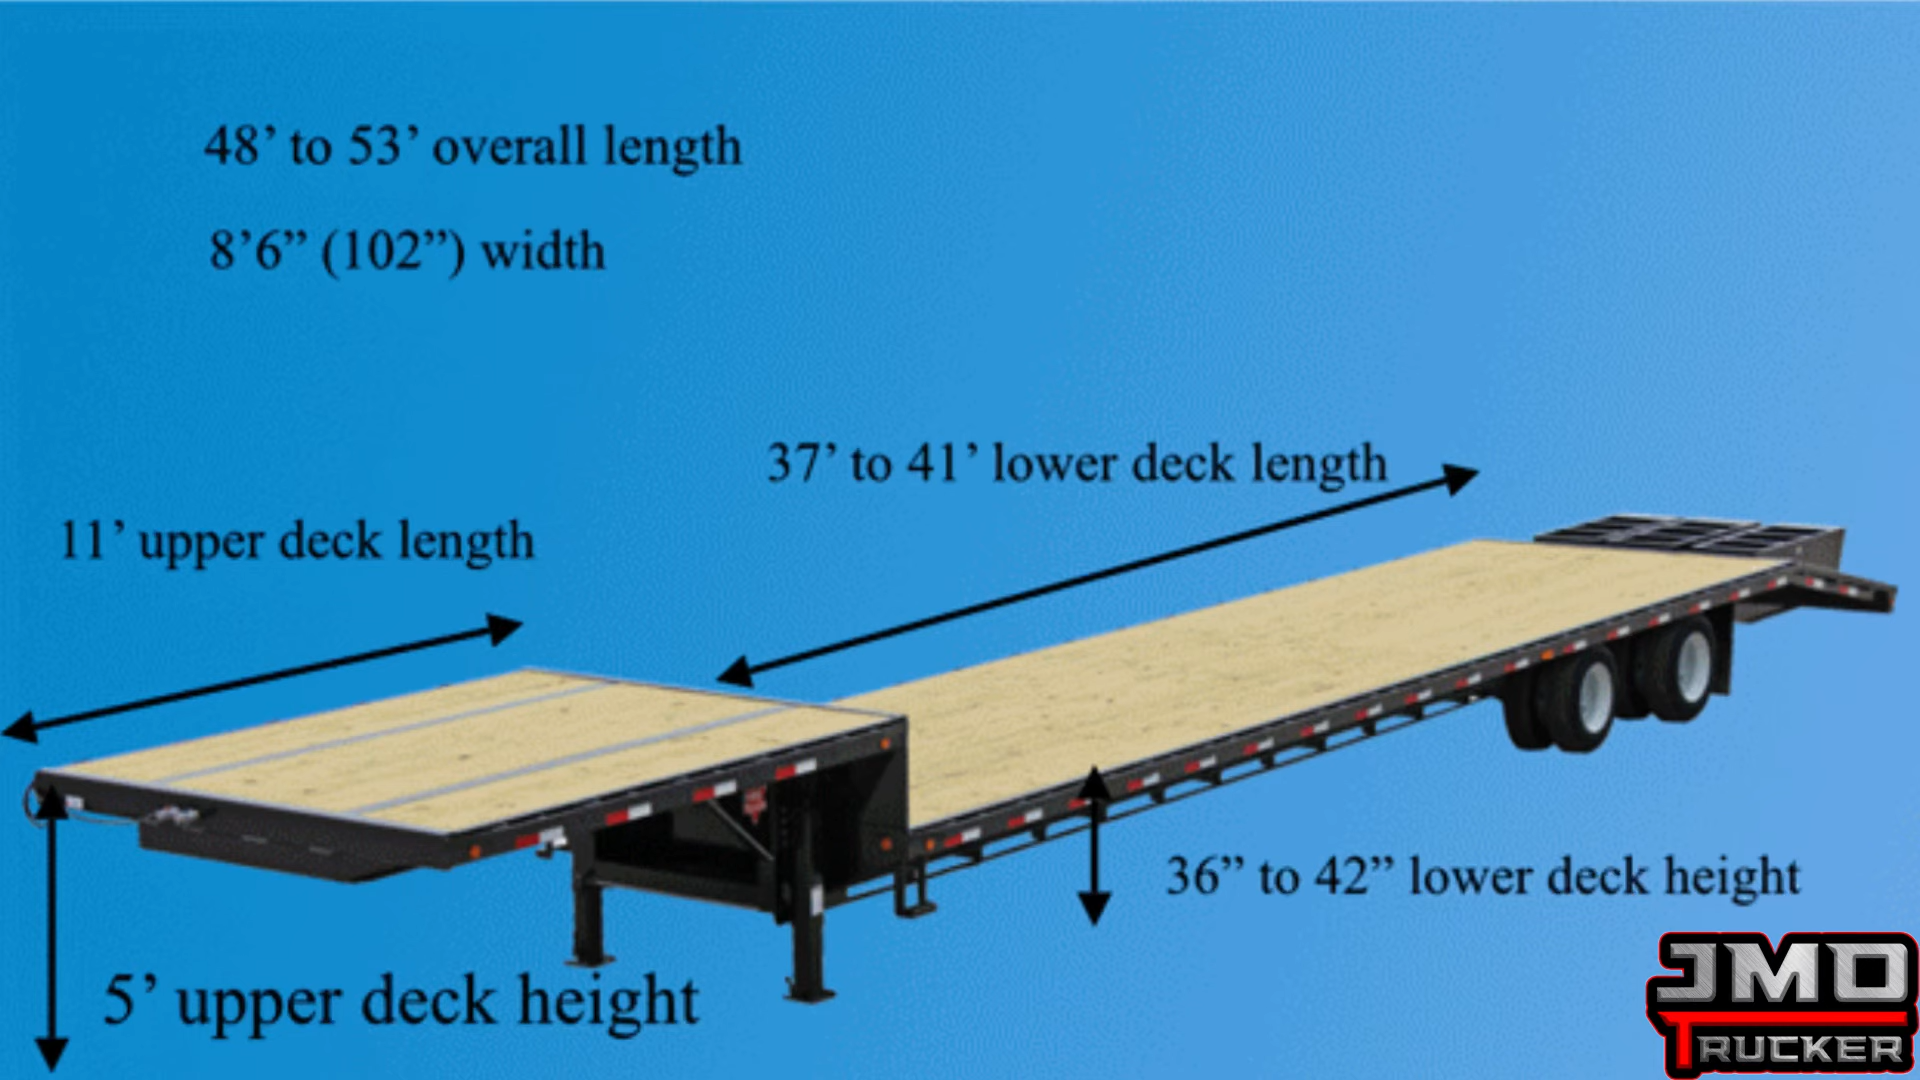 48’ to 53’ overall length
8’6” (102”) width
37’ to 41’ lower deck length
11’ upper deck length
36” to 42” lower deck height
5’ upper deck height
JMO
TRUCKER